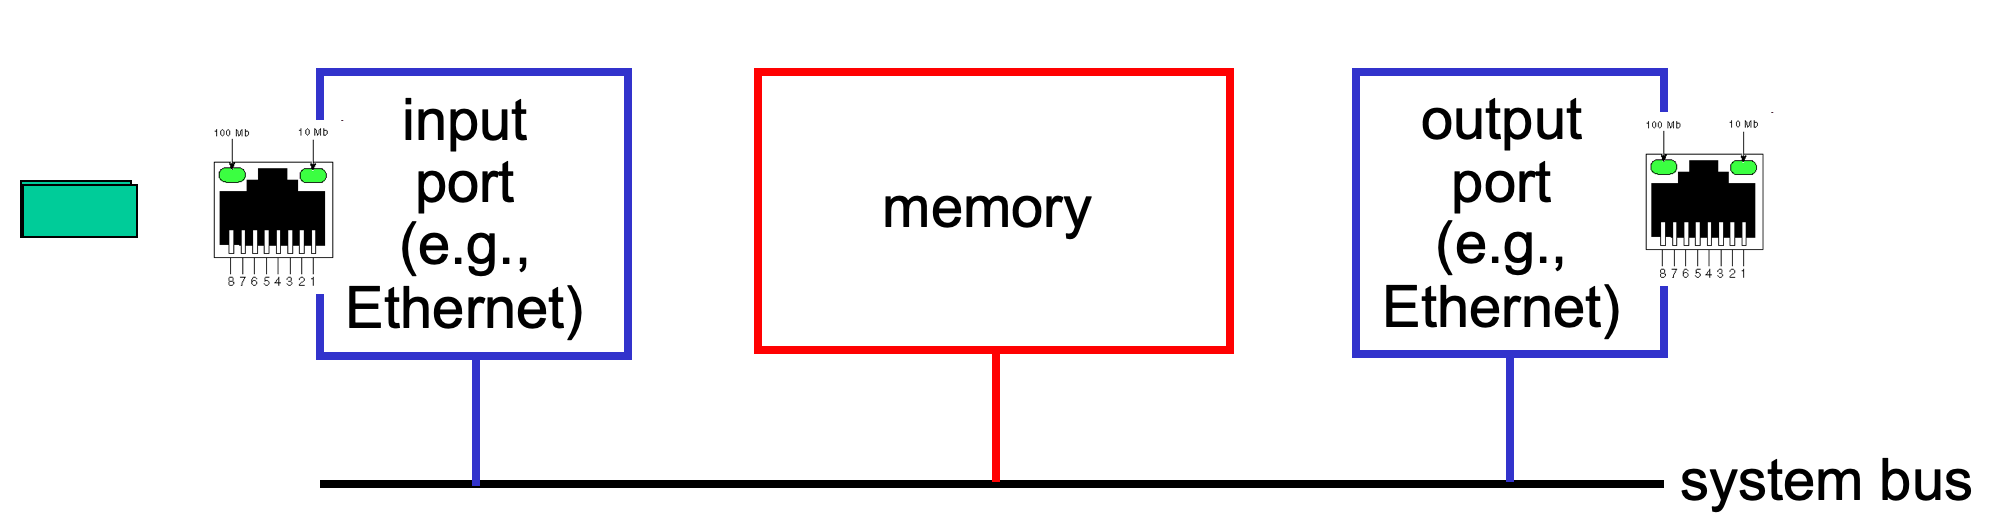 input
port
(e.g.,
Ethernet)
100 Mb
10 Mb
8 7 6 5 4 3 2 1
memory
output
port
(e.g.,
Ethernet)
100 Mb
10 Mb
8 7 6 5 4 3 2 1
system bus